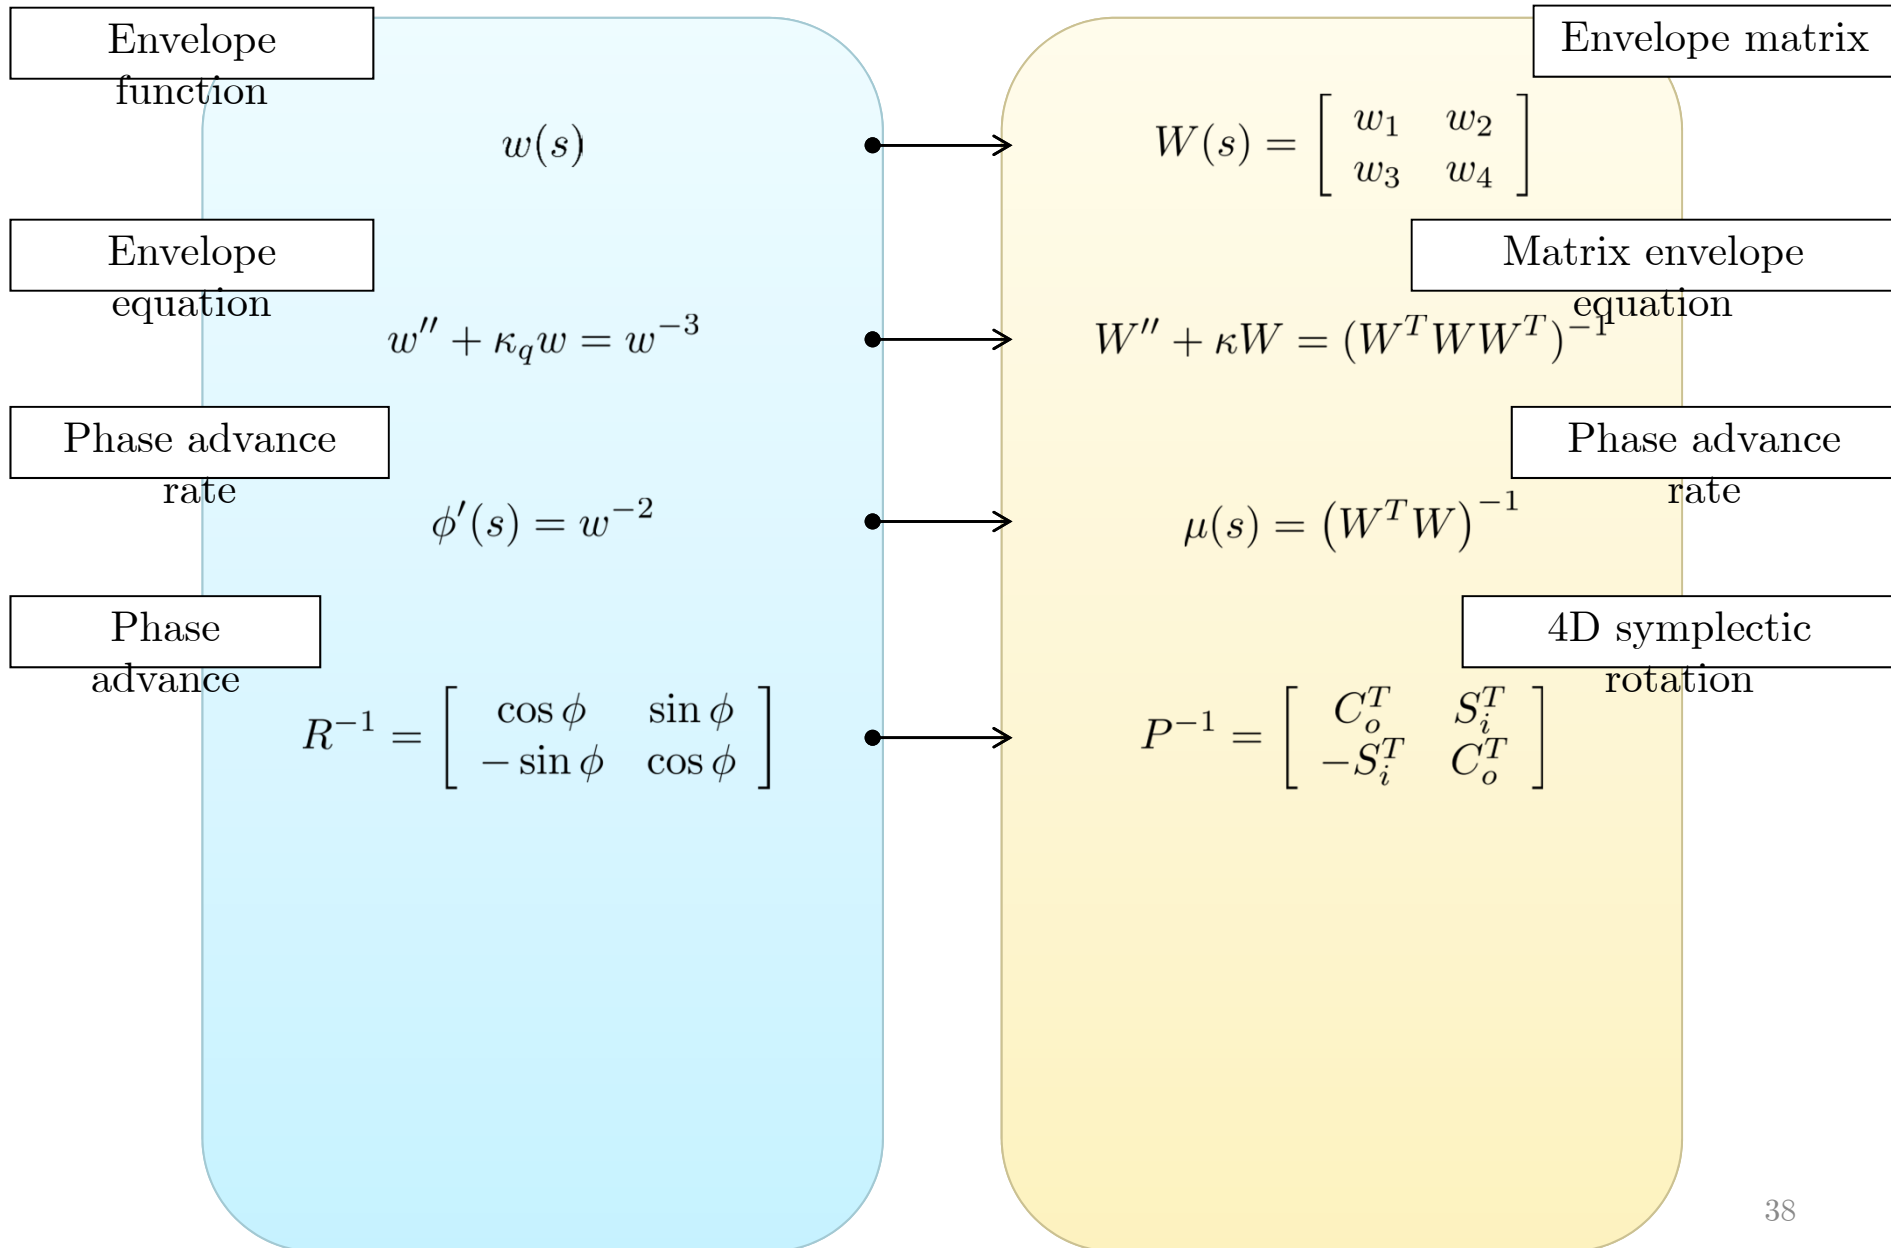 Envelope
function
Envelope matrix
w(s)
W(s) = [ w_1 w_2
w_3 w_4 ]
Envelope
equation
Matrix envelope
equation
w'' + κ_q w = w^{-3}
W'' + κW = (W^T W W^T)^{-1}
Phase advance
rate
Phase advance
rate
ϕ'(s) = w^{-2}
μ(s) = (W^T W)^{-1}
Phase
advance
4D symplectic
rotation
R^{-1} = [ cos ϕ sin ϕ
− sin ϕ cos ϕ ]
P^{-1} = [ C_o^T S_i^T
−S_i^T C_o^T ]
38